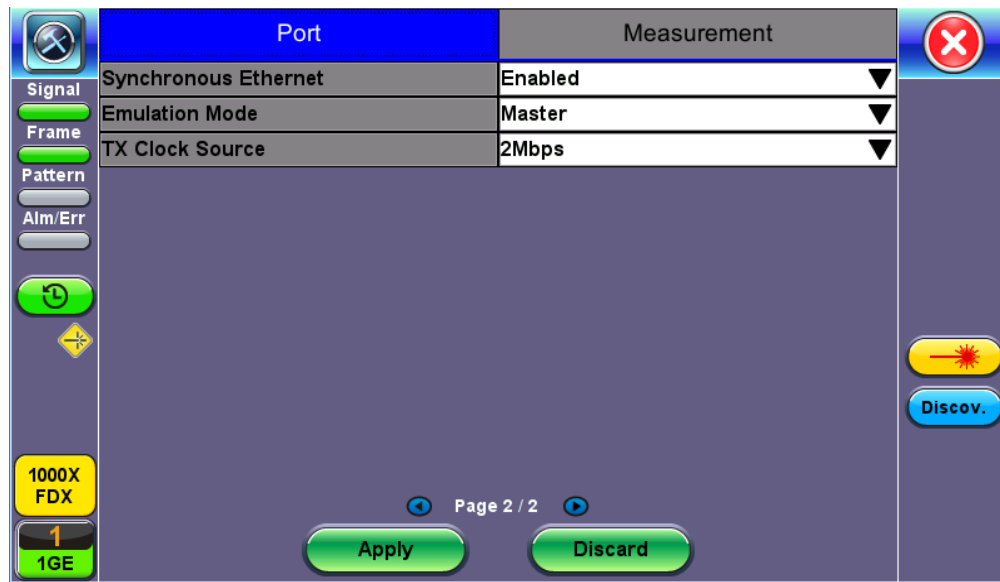 Port Measurement
Synchronous Ethernet Enabled
Emulation Mode Master
TX Clock Source 2Mbps
Signal
Frame
Pattern
Alm/Err
Discov.
1000X
FDX
Page 2 / 2
1
1GE
Apply Discard